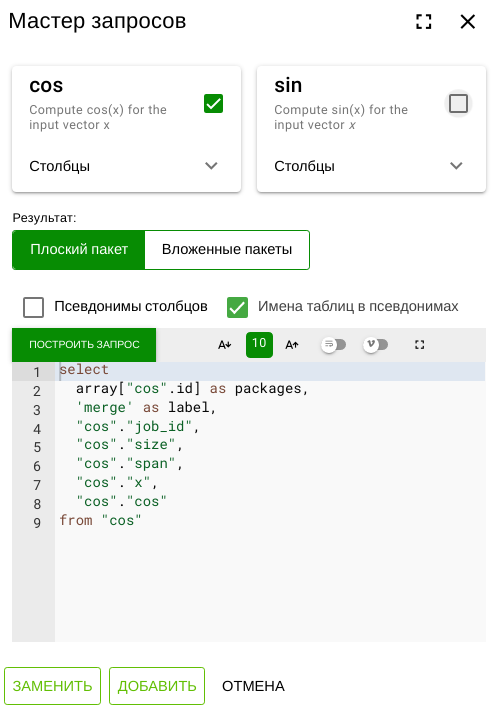 Мастер запросов
cos
Compute cos(x) for the
input vector x
Столбцы
sin
Compute sin(x) for the
input vector x
Столбцы
Результат:
Плоский пакет
Вложенные пакеты
Псевдонимы столбцов
Имена таблиц в псевдонимах
ПОСТРОИТЬ ЗАПРОС
A
10
A
1 select
2 array["cos".id] as packages,
3 'merge' as label,
4 "cos"."job_id",
5 "cos"."size",
6 "cos"."span",
7 "cos"."x",
8 "cos"."cos"
9 from "cos"
ЗАМЕНИТЬ
ДОБАВИТЬ
ОТМЕНА